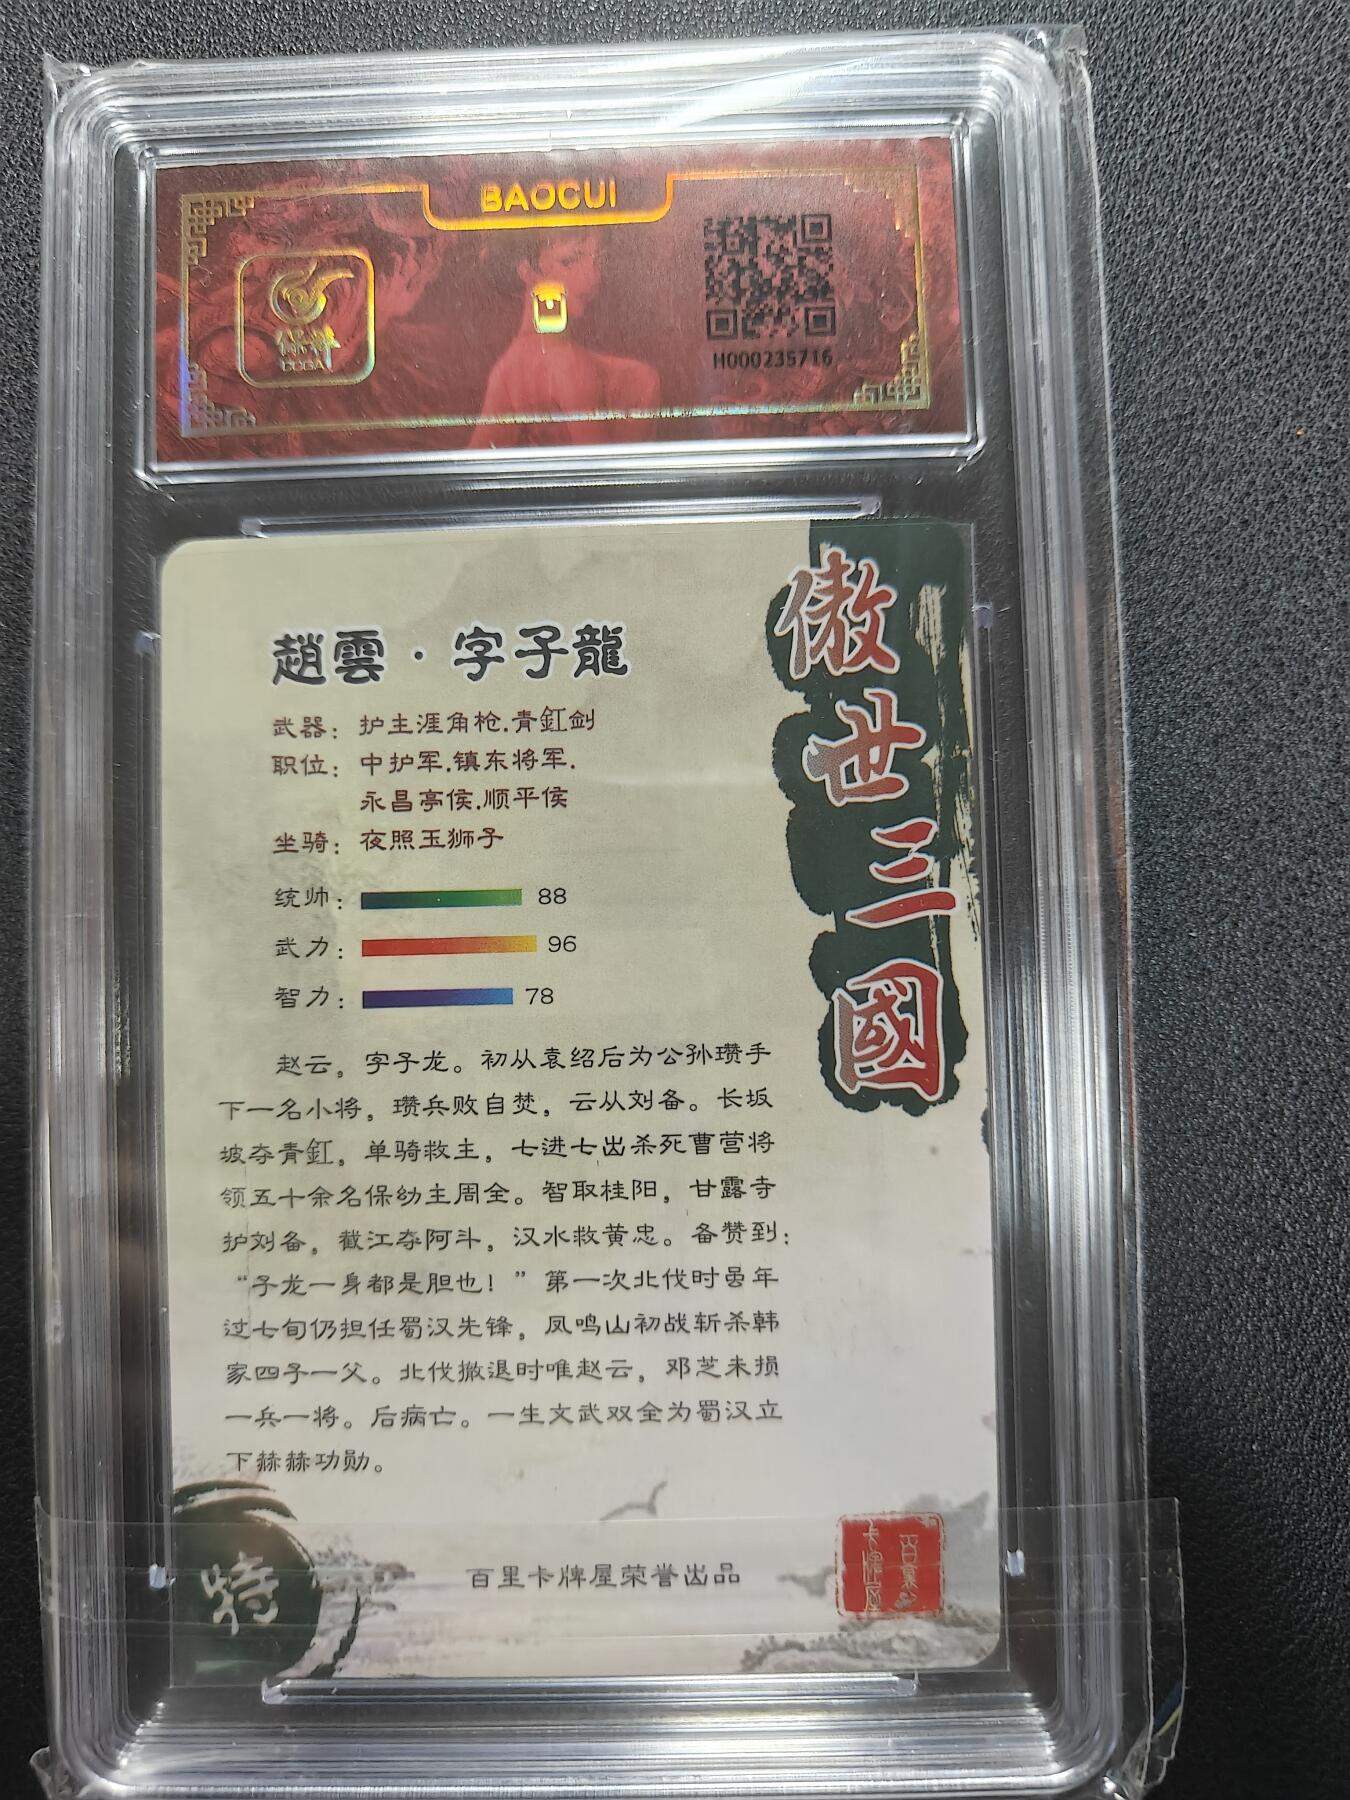 BAOCUI
保粹
CCGA
H000235716
傲世三國
趙雲·字子龍
武器：护主涯角枪.青釭剑
职位：中护军.镇东将军.
永昌亭侯.顺平侯
坐骑：夜照玉狮子
统帅：88
武力：96
智力：78
赵云，字子龙。初从袁绍后为公孙瓒手
下一名小将，瓒兵败自焚，云从刘备。长坂
坡夺青釭，单骑救主，七进七出杀死曹营将
领五十余名保幼主周全。智取桂阳，甘露寺
护刘备，截江夺阿斗，汉水救黄忠。备赞到：
“子龙一身都是胆也！”第一次北伐时虽年
过七旬仍担任蜀汉先锋，凤鸣山初战斩杀韩
家四子一父。北伐撤退时唯赵云，邓芝未损
一兵一将。后病亡。一生文武双全为蜀汉立
下赫赫功勋。
特
百里卡牌屋荣誉出品
百里
卡牌屋